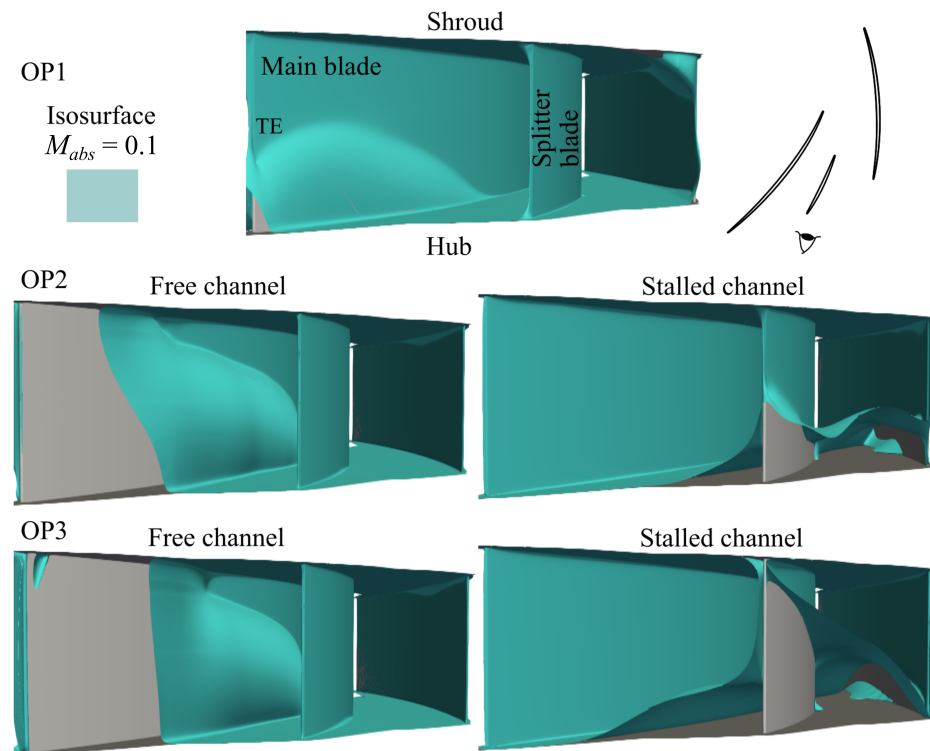 Shroud
OP1
Main blade
Isosurface
M_abs = 0.1
TE
Splitter
blade
Hub
OP2
Free channel
Stalled channel
OP3
Free channel
Stalled channel